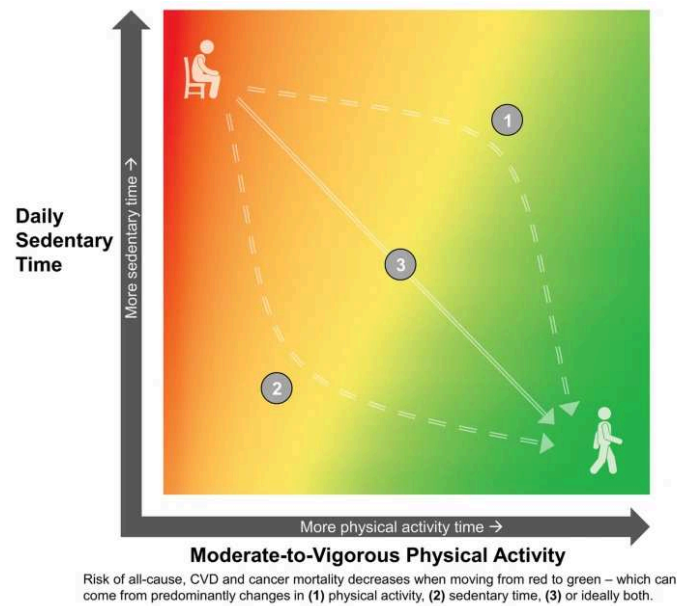 Daily
Sedentary
Time
More sedentary time →
1
3
2
More physical activity time →
Moderate-to-Vigorous Physical Activity
Risk of all-cause, CVD and cancer mortality decreases when moving from red to green – which can
come from predominantly changes in (1) physical activity, (2) sedentary time, (3) or ideally both.